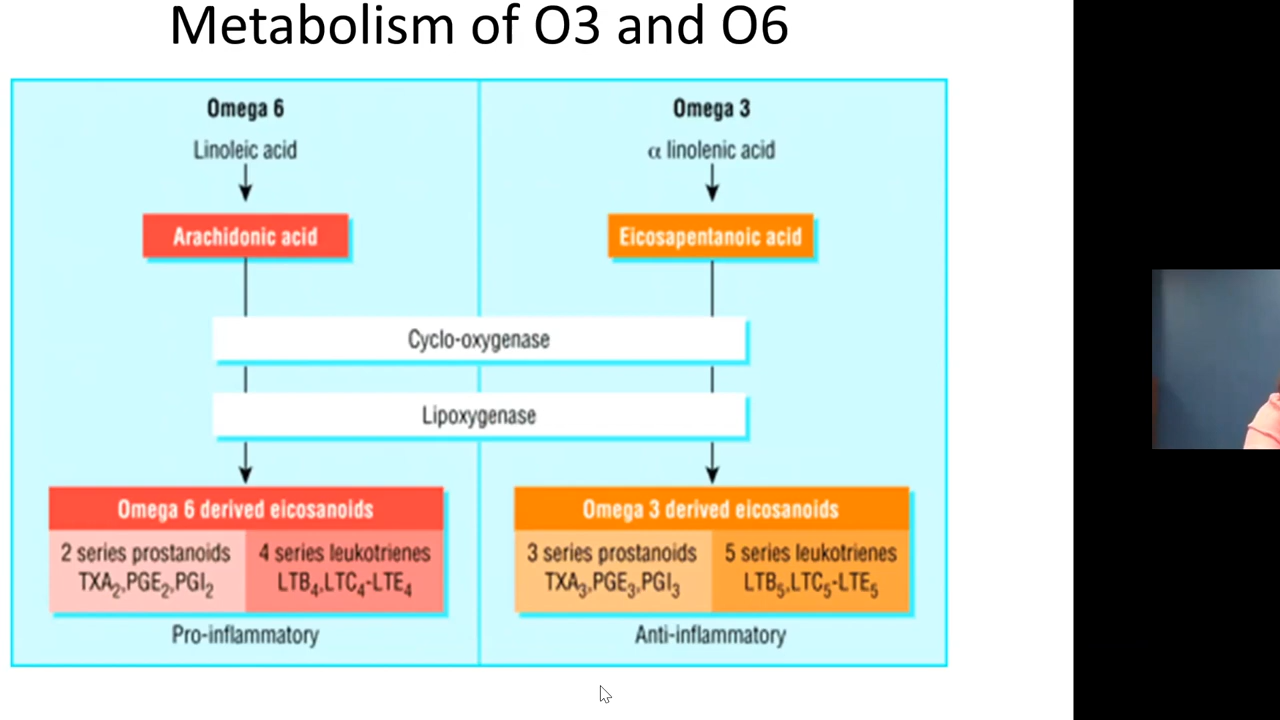 Metabolism of O3 and O6
Omega 6
Linoleic acid
Arachidonic acid
Omega 3
α linolenic acid
Eicosapentanoic acid
Cyclo-oxygenase
Lipoxygenase
Omega 6 derived eicosanoids
2 series prostanoids
TXA₂,PGE₂,PGI₂
4 series leukotrienes
LTB₄,LTC₄-LTE₄
Pro-inflammatory
Omega 3 derived eicosanoids
3 series prostanoids
TXA₃,PGE₃,PGI₃
5 series leukotrienes
LTB₅,LTC₅-LTE₅
Anti-inflammatory